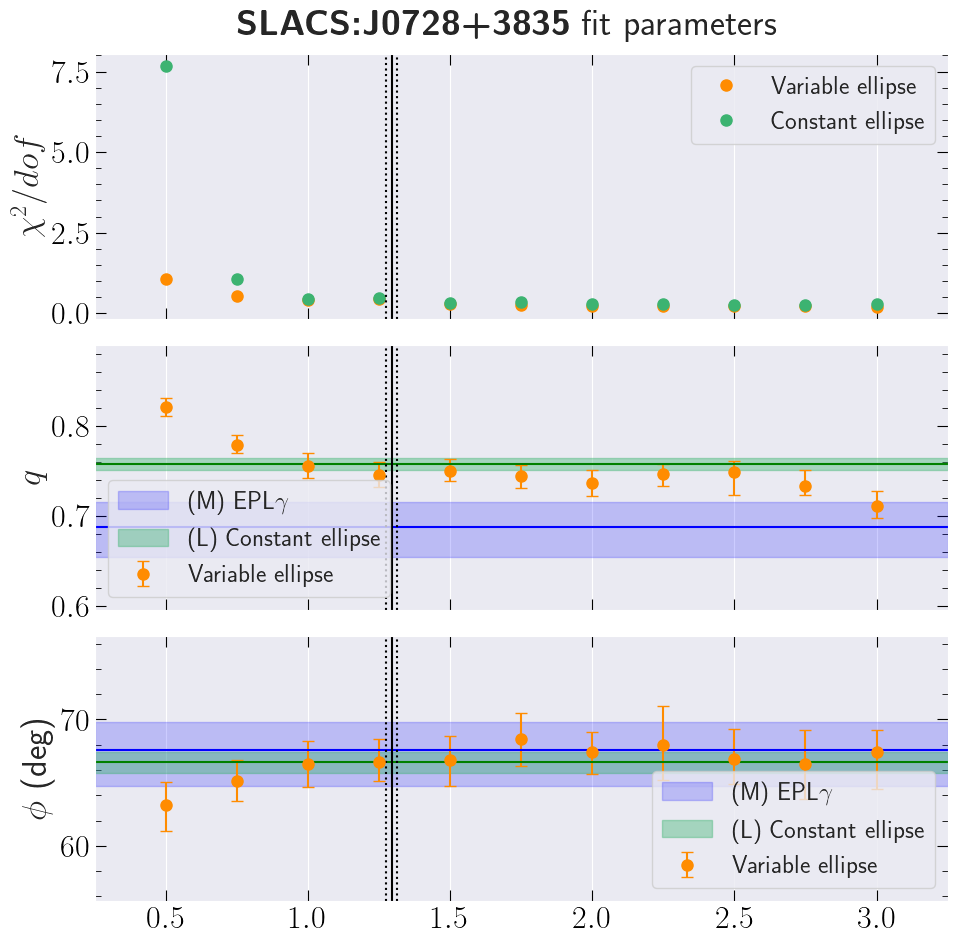 SLACS:J0728+3835 fit parameters
7.5
5.0
2.5
0.0
χ²/dof
Variable ellipse
Constant ellipse
0.8
0.7
0.6
q
(M) EPLγ
(L) Constant ellipse
Variable ellipse
70
60
ϕ (deg)
(M) EPLγ
(L) Constant ellipse
Variable ellipse
0.5 1.0 1.5 2.0 2.5 3.0